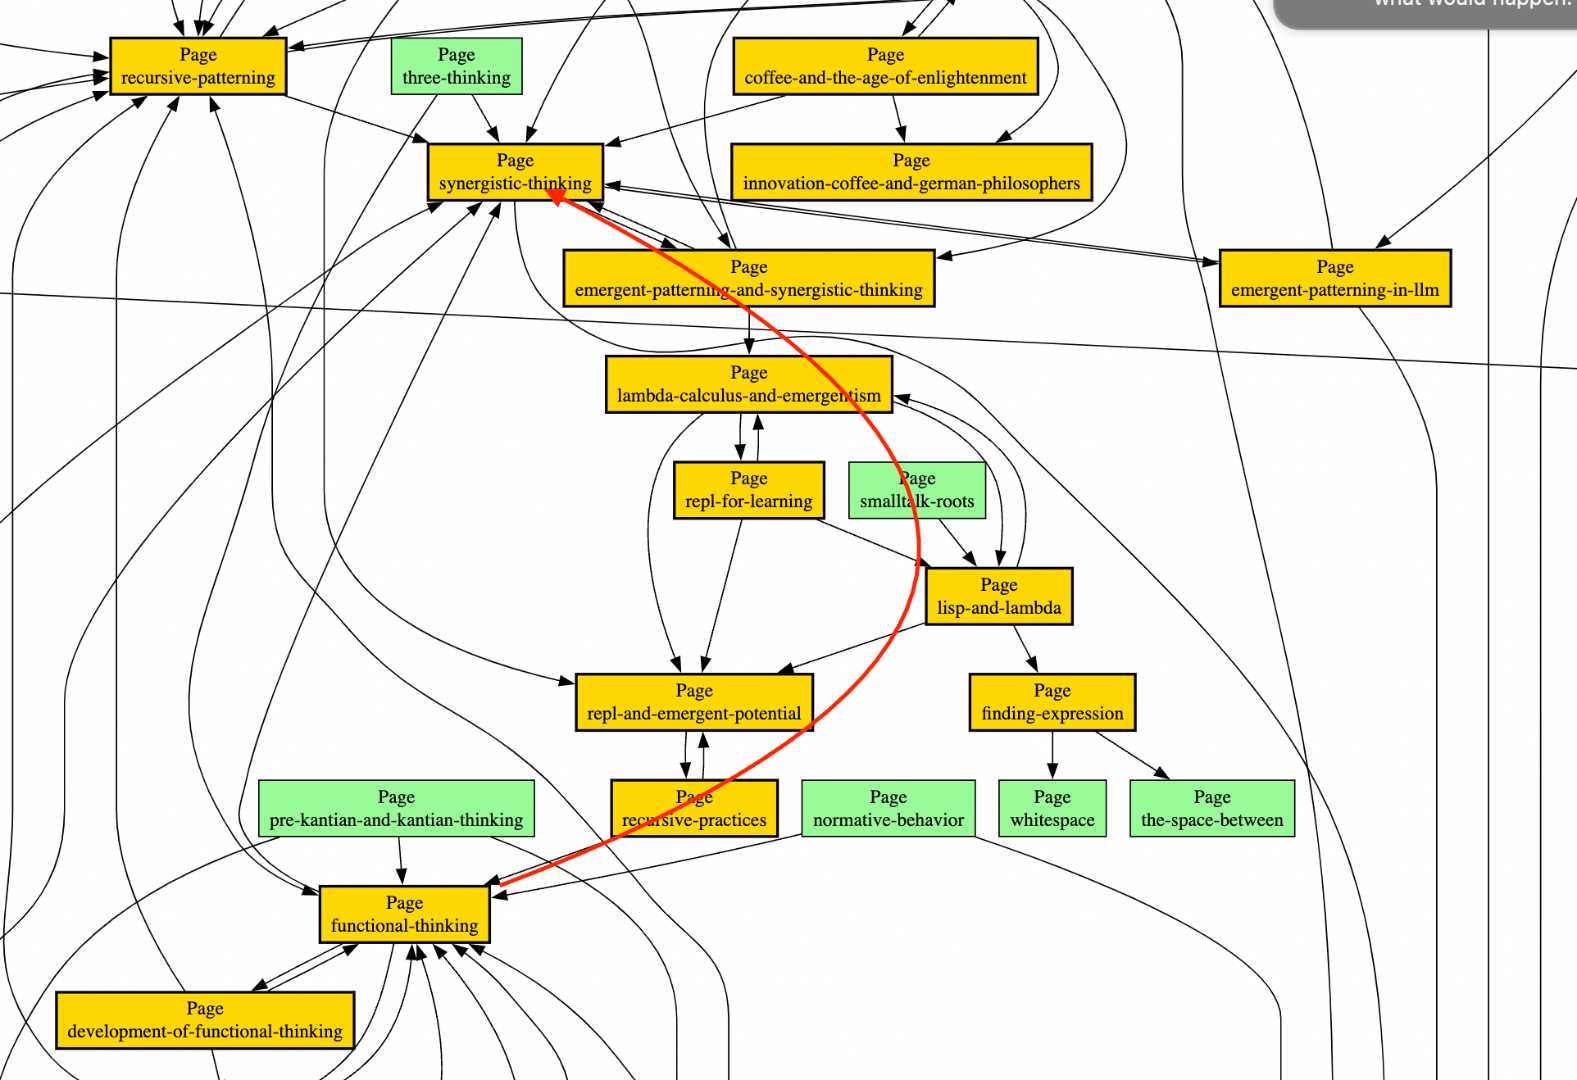 what would happen.
Page
recursive-patterning
Page
three-thinking
Page
coffee-and-the-age-of-enlightenment
Page
synergistic-thinking
Page
innovation-coffee-and-german-philosophers
Page
emergent-patterning-and-synergistic-thinking
Page
emergent-patterning-in-llm
Page
lambda-calculus-and-emergentism
Page
repl-for-learning
Page
smalltalk-roots
Page
lisp-and-lambda
Page
repl-and-emergent-potential
Page
finding-expression
Page
pre-kantian-and-kantian-thinking
Page
recursive-practices
Page
normative-behavior
Page
whitespace
Page
the-space-between
Page
functional-thinking
Page
development-of-functional-thinking